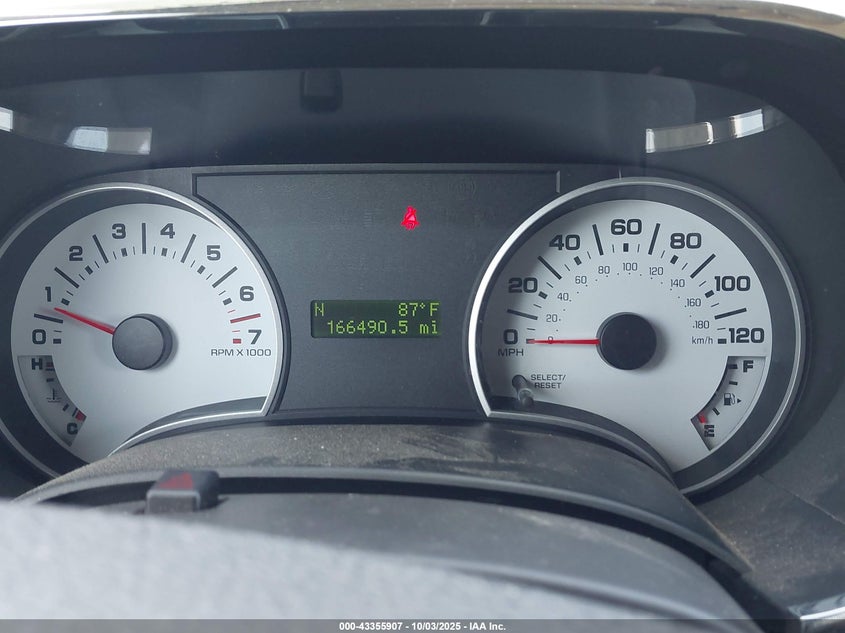 0 1 2 3 4 5 6 7
RPM X 1000
H
C
N 87°F
166490.5 mi
0 20 40 60 80 100 120
MPH
0 20 40 60 80 100 120 140 160 180
km/h
SELECT/
RESET
F
E
000-43355907 - 10/03/2025 - IAA Inc.